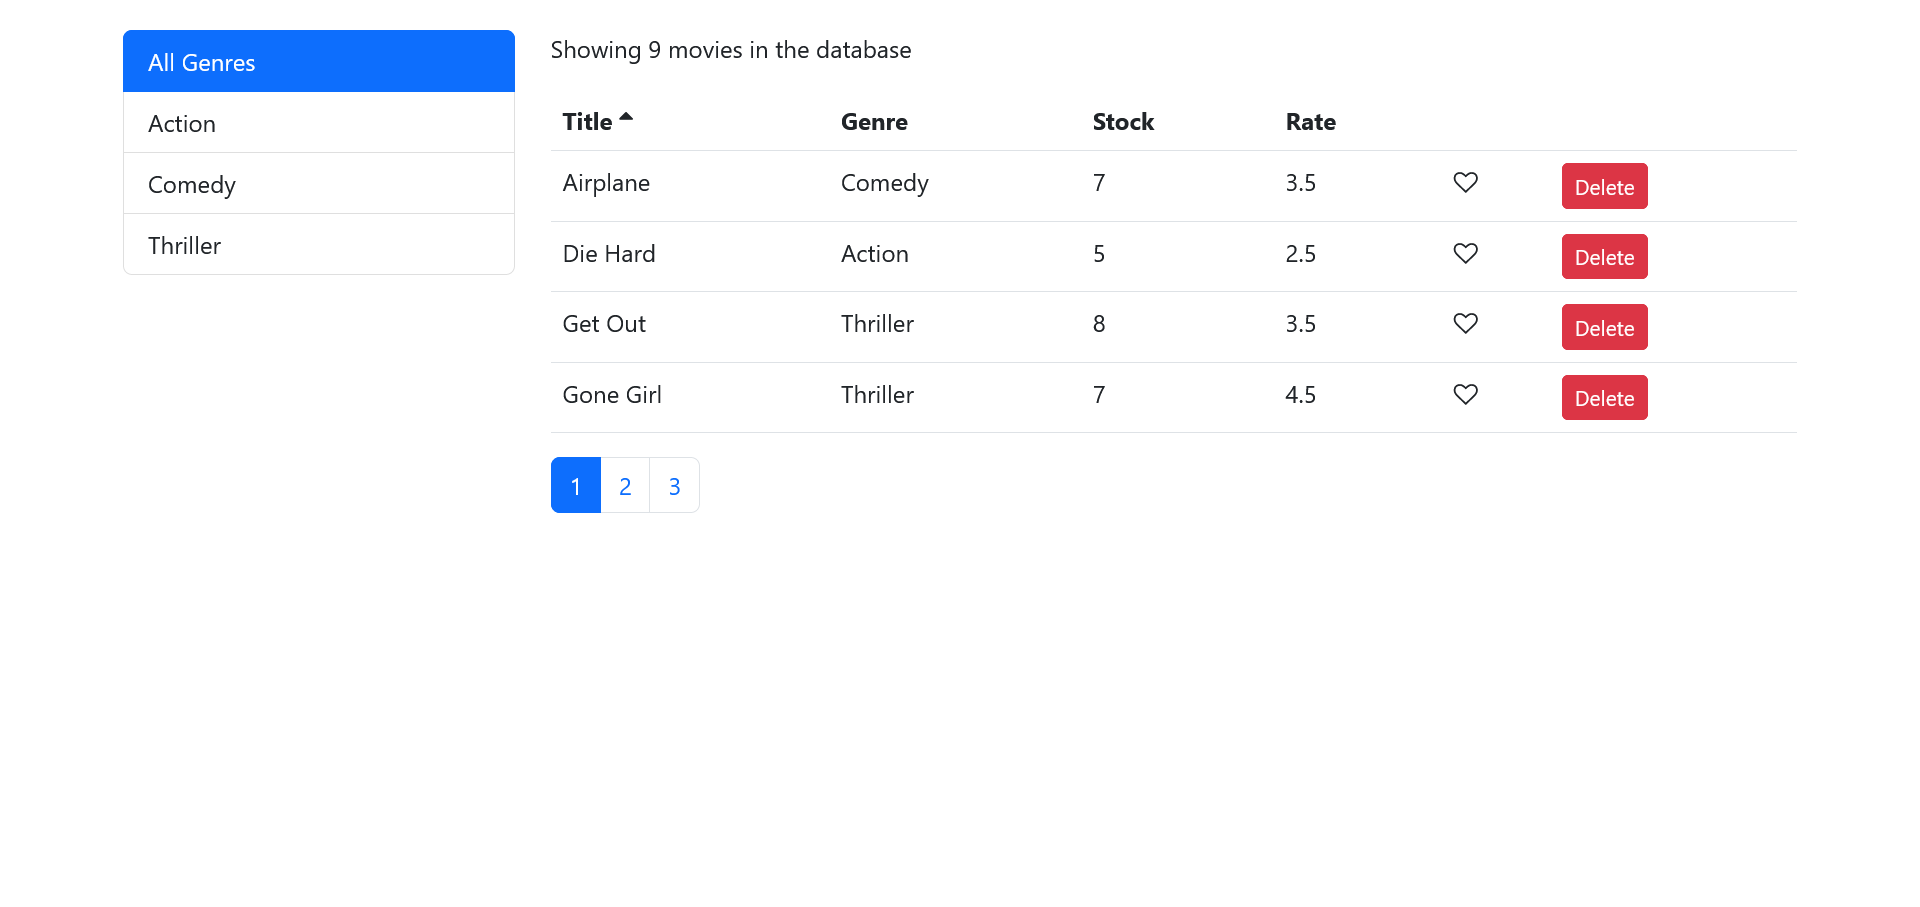 All Genres
Action
Comedy
Thriller
Showing 9 movies in the database
Title Genre Stock Rate
Airplane Comedy 7 3.5 Delete
Die Hard Action 5 2.5 Delete
Get Out Thriller 8 3.5 Delete
Gone Girl Thriller 7 4.5 Delete
1 2 3